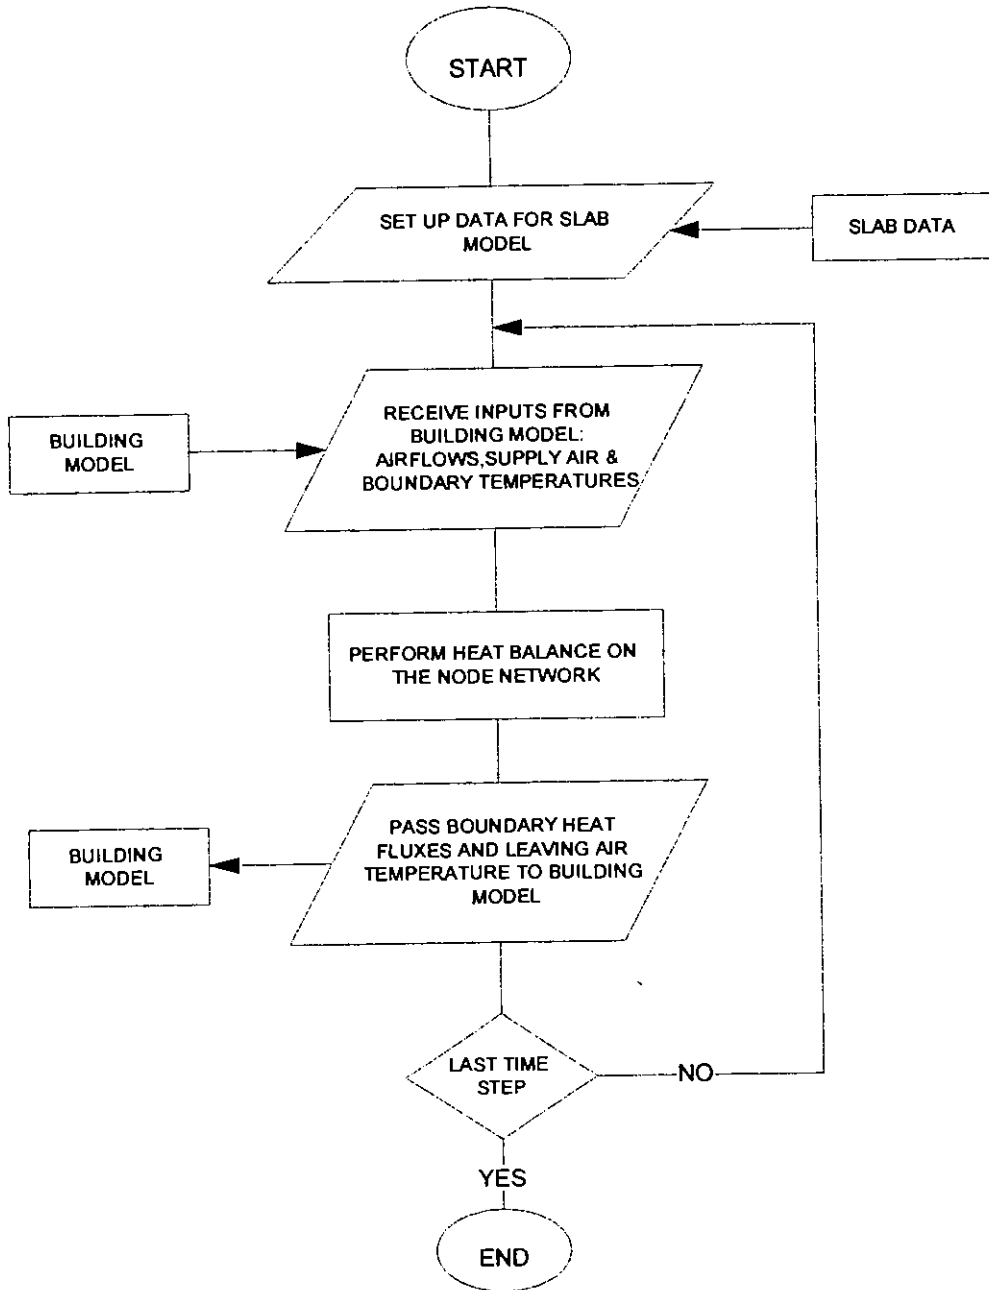 START
SET UP DATA FOR SLAB
MODEL
SLAB DATA
RECEIVE INPUTS FROM
BUILDING MODEL:
AIRFLOWS,SUPPLY AIR &
BOUNDARY TEMPERATURES
BUILDING
MODEL
PERFORM HEAT BALANCE ON
THE NODE NETWORK
PASS BOUNDARY HEAT
FLUXES AND LEAVING AIR
TEMPERATURE TO BUILDING
MODEL
BUILDING
MODEL
LAST TIME
STEP
NO
YES
END